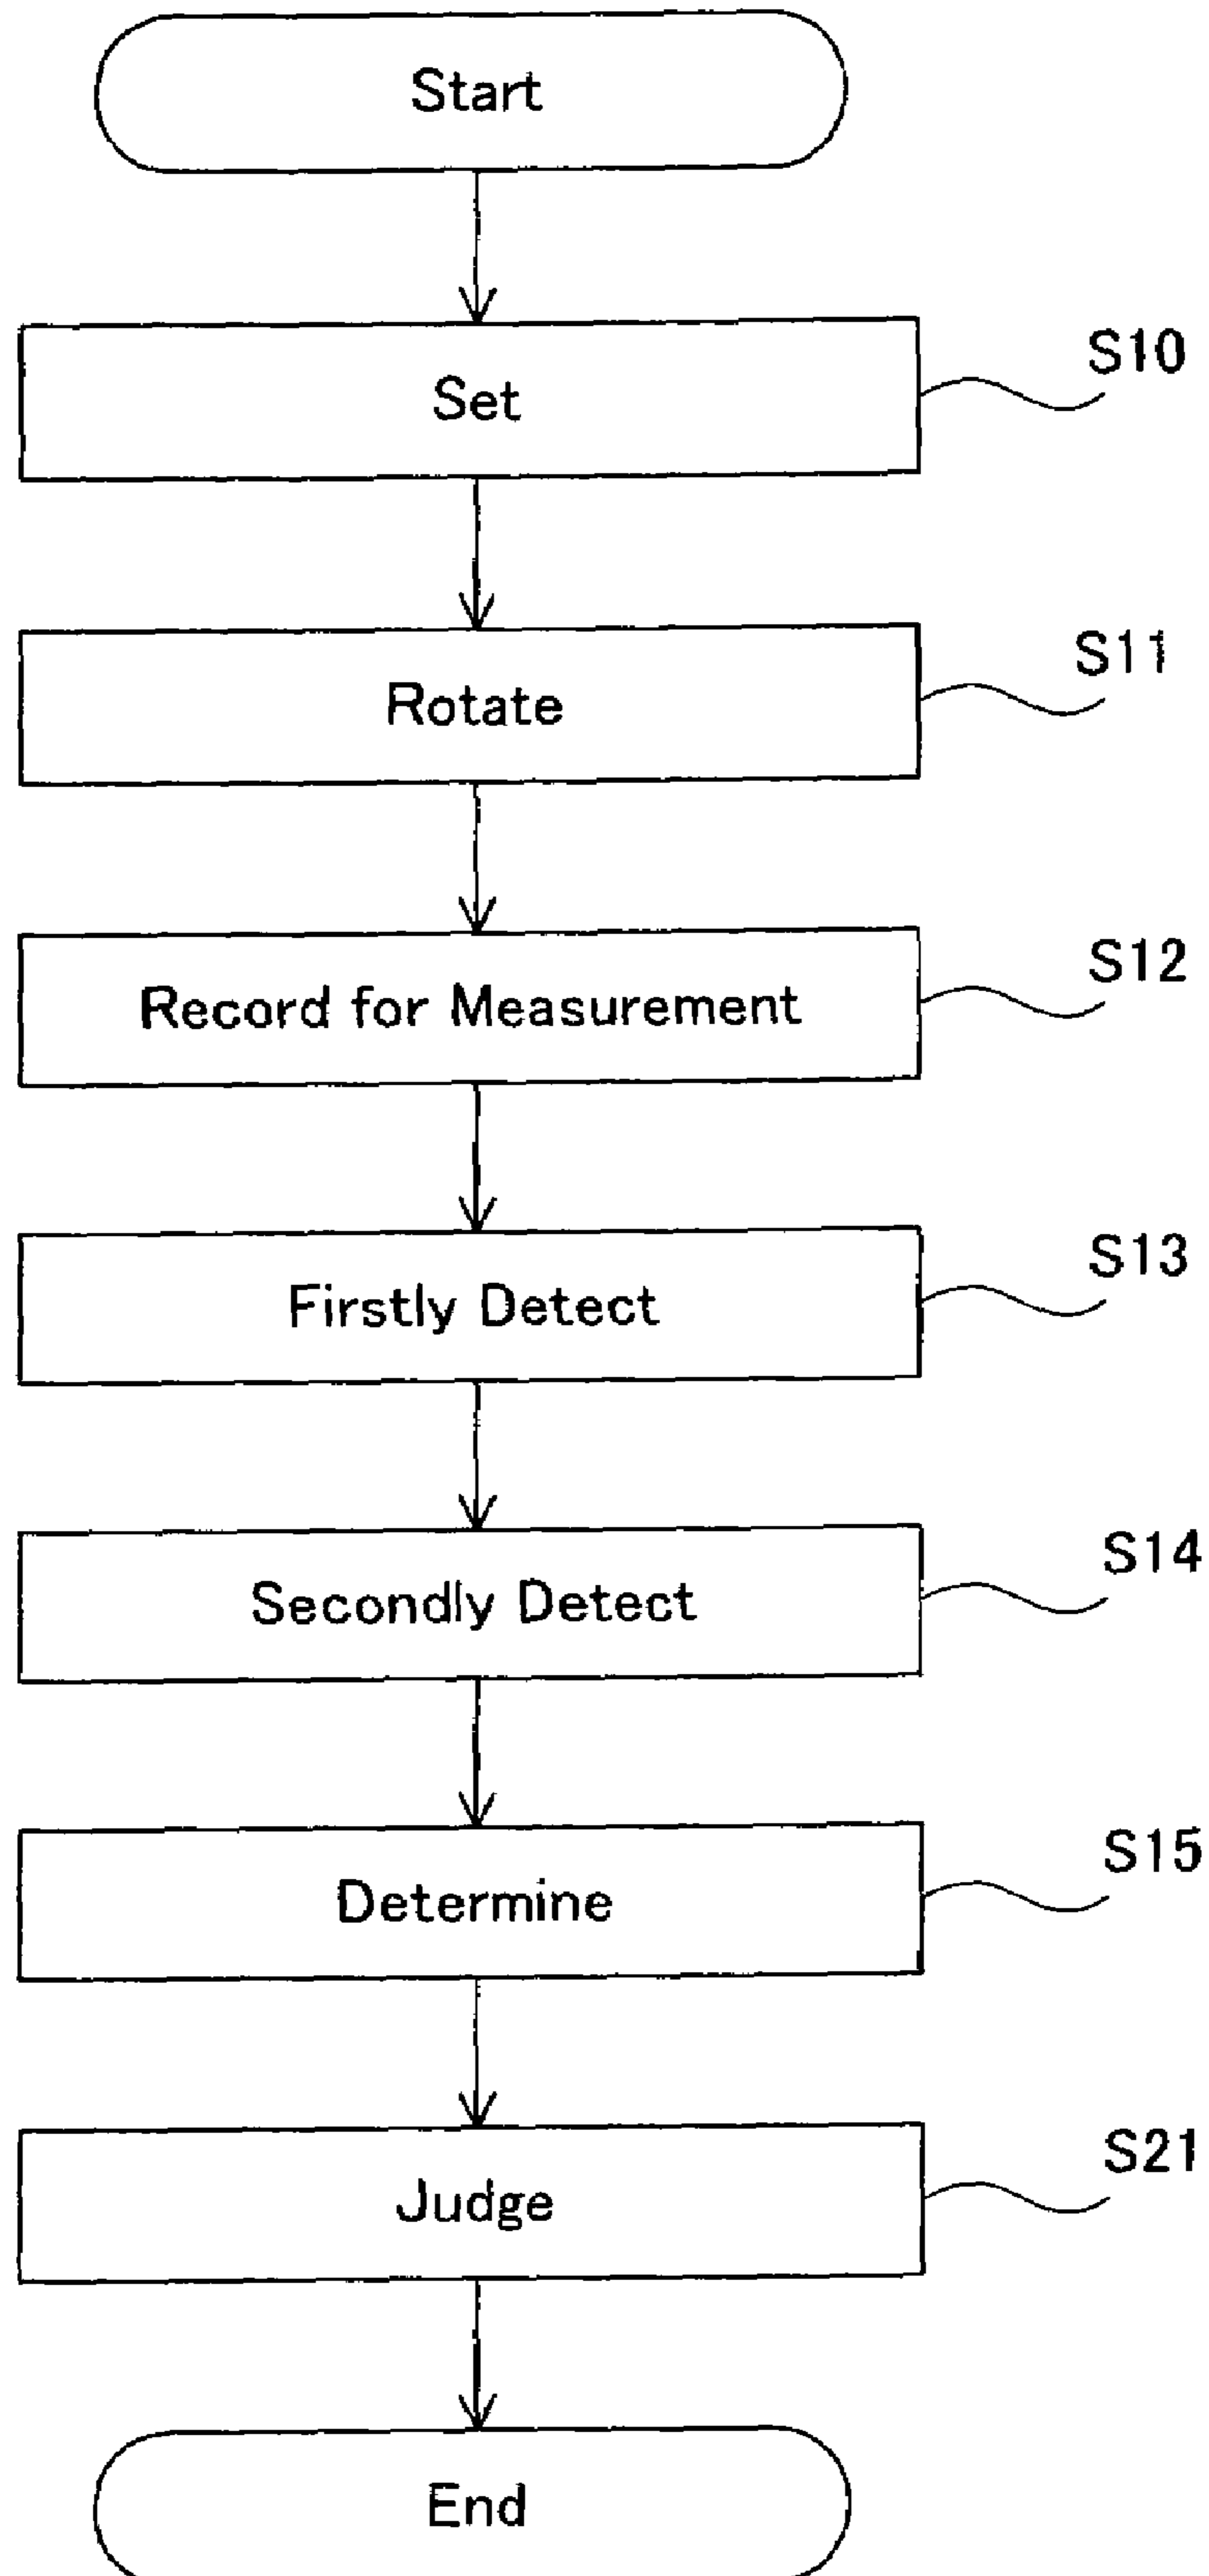 Start
Set
S10
Rotate
S11
Record for Measurement
S12
Firstly Detect
S13
Secondly Detect
S14
Determine
S15
Judge
S21
End